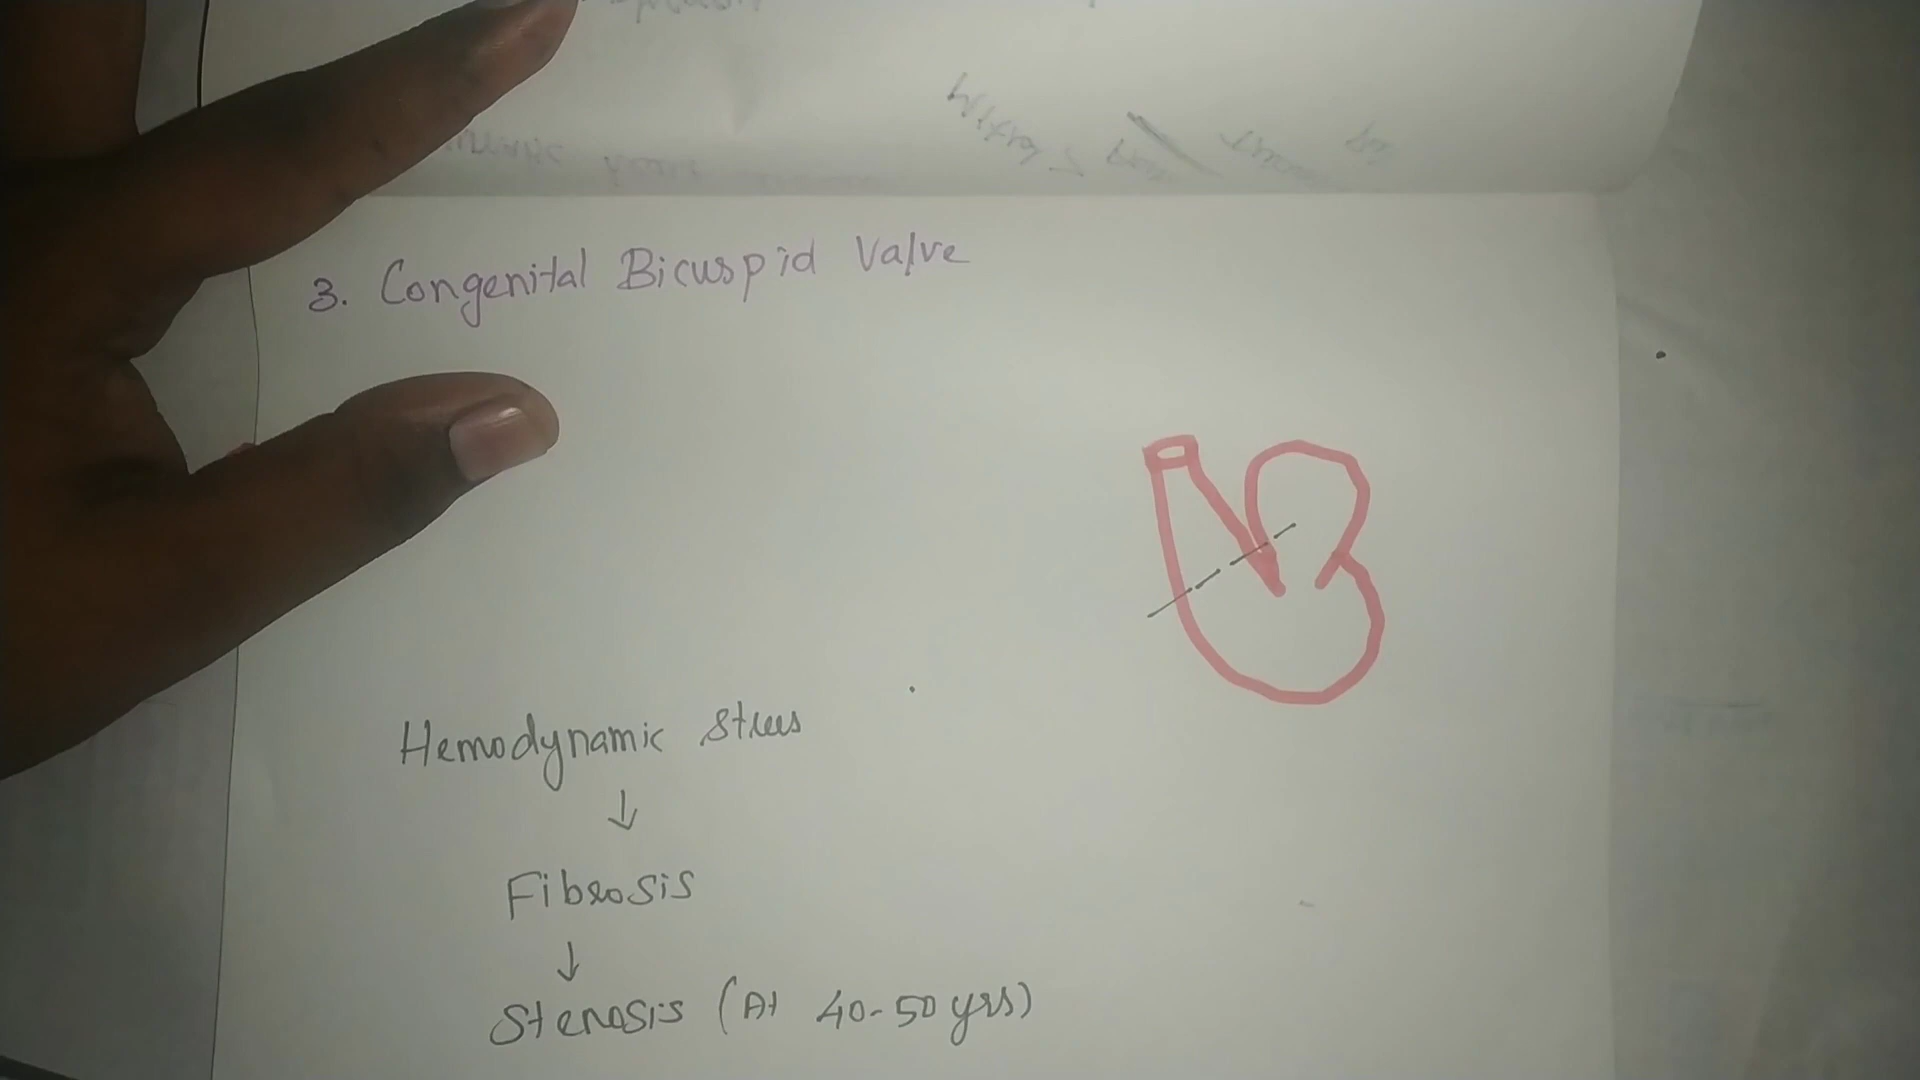 3. Congenital Bicuspid Valve
Hemodynamic Stress
↓
Fibrosis
↓
Stenosis (At 40-50 yrs)